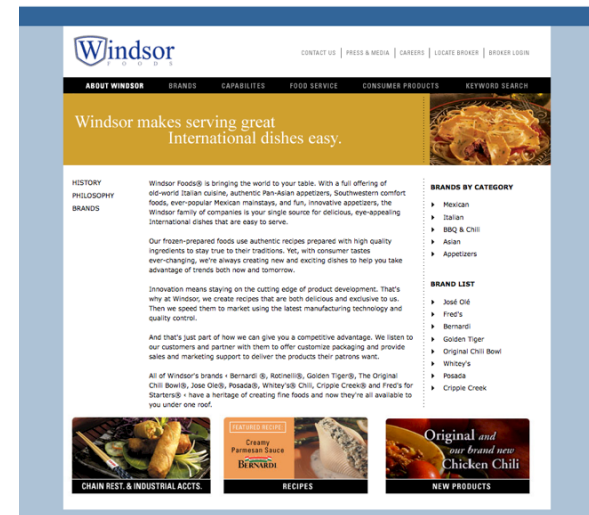 Windsor
FOODS
CONTACT US | PRESS & MEDIA | CAREERS | LOCATE BROKER | BROKER LOGIN
ABOUT WINDSOR BRANDS CAPABILITES FOOD SERVICE CONSUMER PRODUCTS KEYWORD SEARCH
Windsor makes serving great
International dishes easy.
HISTORY
PHILOSOPHY
BRANDS
Windsor Foods® is bringing the world to your table. With a full offering of
old-world Italian cuisine, authentic Pan-Asian appetizers, Southwestern comfort
foods, ever-popular Mexican mainstays, and fun, innovative appetizers, the
Windsor family of companies is your single source for delicious, eye-appealing
International dishes that are easy to serve.
Our frozen-prepared foods use authentic recipes prepared with high quality
ingredients to stay true to their traditions. Yet, with consumer tastes
ever-changing, we're always creating new and exciting dishes to help you take
advantage of trends both new and tomorrow.
Innovation means staying on the cutting edge of product development. That's
why at Windsor, we create recipes that are both delicious and exclusive to us.
Then we speed them to market using the latest manufacturing technology and
quality control.
And that's just part of how we can give you a competitive advantage. We listen to
our customers and partner with them to offer customize packaging and provide
sales and marketing support to deliver the products their patrons want.
All of Windsor's brands ‹ Bernardi ®, Rotinelli®, Golden Tiger®, The Original
Chili Bowl®, Jose Ole®, Posada®, Whitey's® Chili, Cripple Creek® and Fred's for
Starters® ‹ have a heritage of creating fine foods and now they're all available to
you under one roof.
BRANDS BY CATEGORY
Mexican
Italian
BBQ & Chili
Asian
Appetizers
BRAND LIST
José Olé
Fred's
Bernardi
Golden Tiger
Original Chili Bowl
Whitey's
Posada
Cripple Creek
CHAIN REST. & INDUSTRIAL ACCTS.
FEATURED RECIPE
Creamy
Parmesan Sauce
BERNARDI
RECIPES
Original and
our brand new
Chicken Chili
NEW PRODUCTS